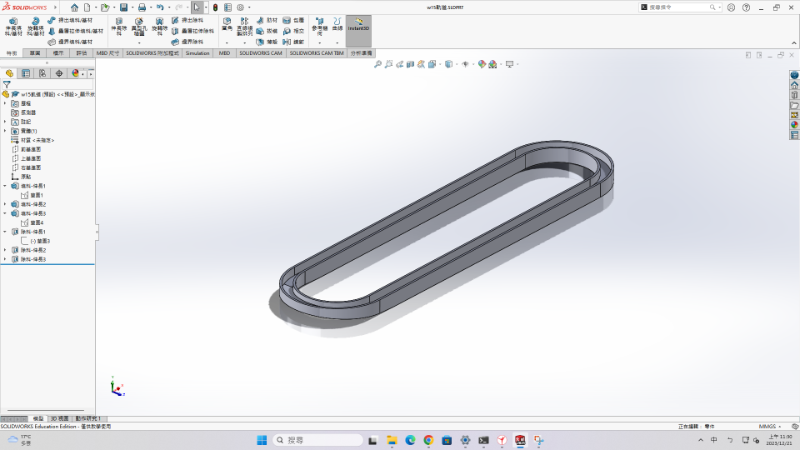 SOLIDWORKS
w15軌道.SLDPRT
搜尋指令
伸長填料/基材
旋轉填料/基材
掃出填料/基材
疊層拉伸填料/基材
邊界填料/基材
伸長除料
異型孔精靈
旋轉除料
掃出除料
疊層拉伸除料
邊界除料
圓角
直線複製排列
肋材
拔模
薄殼
包覆
相交
鏡射
參考幾何
曲線
Instant3D
特徵 草圖 標示 評估 MBD 尺寸 SOLIDWORKS 附加程式 Simulation MBD SOLIDWORKS CAM SOLIDWORKS CAM TBM 分析準備
w15軌道 (預設) <<預設>_顯示狀
歷程
感測器
註記
實體(1)
材質 <未指定>
前基準面
上基準面
右基準面
原點
填料-伸長1
草圖1
填料-伸長2
填料-伸長3
草圖4
除料-伸長1
(-) 草圖3
除料-伸長2
除料-伸長3
模型 3D 視圖 動作研究 1
SOLIDWORKS Education Edition - 僅供教學使用
正在編輯: 零件
MMGS
17°C
多雲
搜尋
中
上午 11:00
2023/12/21